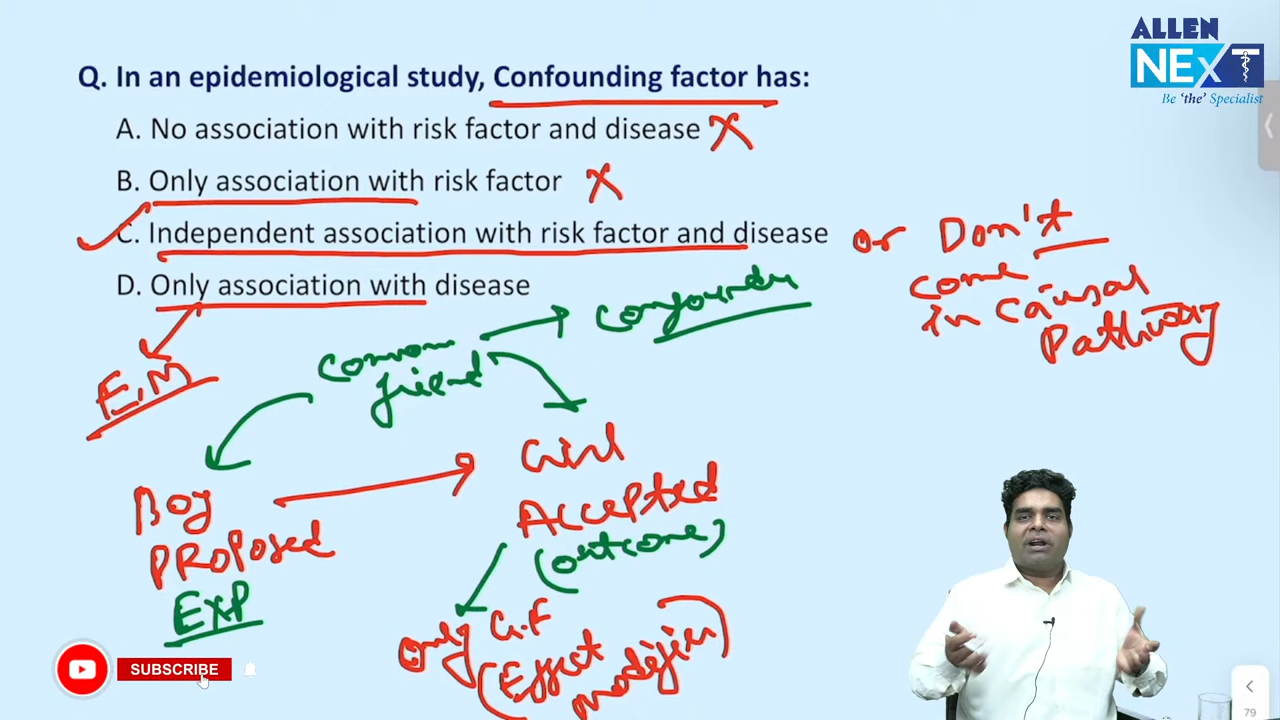 ALLEN
NEXT
Be 'the' Specialist
Q. In an epidemiological study, Confounding factor has:
A. No association with risk factor and disease X
B. Only association with risk factor X
C. Independent association with risk factor and disease
D. Only association with disease
or Don't
come
in causal
Pathway
confounder
common
friend
E.M
Boy
PROPOSED
EXP
Girl
Accepted
(outcome)
only G.F
(Effect
modifier)
SUBSCRIBE
79